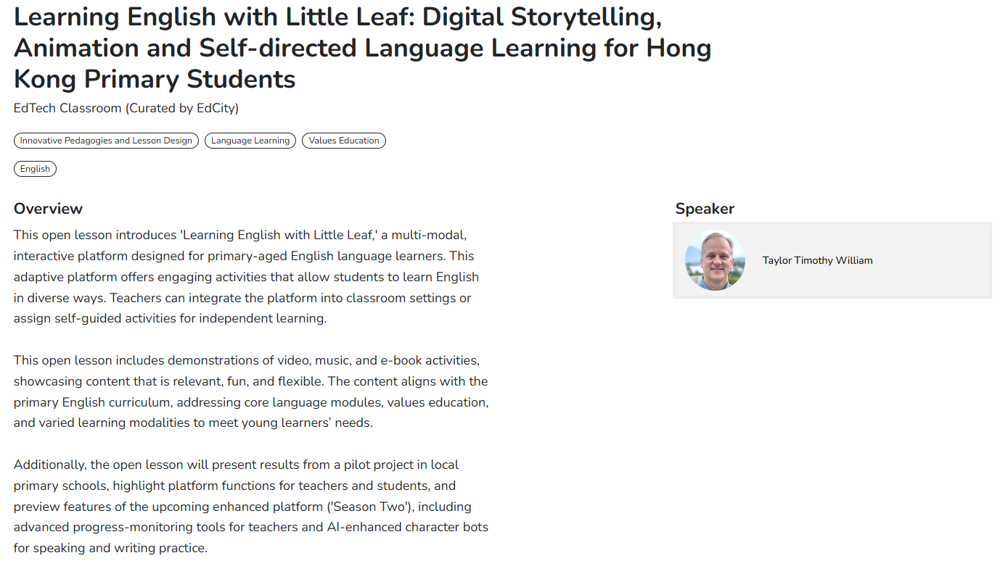 Learning English with Little Leaf: Digital Storytelling,
Animation and Self-directed Language Learning for Hong
Kong Primary Students
EdTech Classroom (Curated by EdCity)
Innovative Pedagogies and Lesson Design
Language Learning
Values Education
English
Overview
This open lesson introduces 'Learning English with Little Leaf,' a multi-modal,
interactive platform designed for primary-aged English language learners. This
adaptive platform offers engaging activities that allow students to learn English
in diverse ways. Teachers can integrate the platform into classroom settings or
assign self-guided activities for independent learning.
This open lesson includes demonstrations of video, music, and e-book activities,
showcasing content that is relevant, fun, and flexible. The content aligns with the
primary English curriculum, addressing core language modules, values education,
and varied learning modalities to meet young learners’ needs.
Additionally, the open lesson will present results from a pilot project in local
primary schools, highlight platform functions for teachers and students, and
preview features of the upcoming enhanced platform ('Season Two'), including
advanced progress-monitoring tools for teachers and AI-enhanced character bots
for speaking and writing practice.
Speaker
Taylor Timothy William